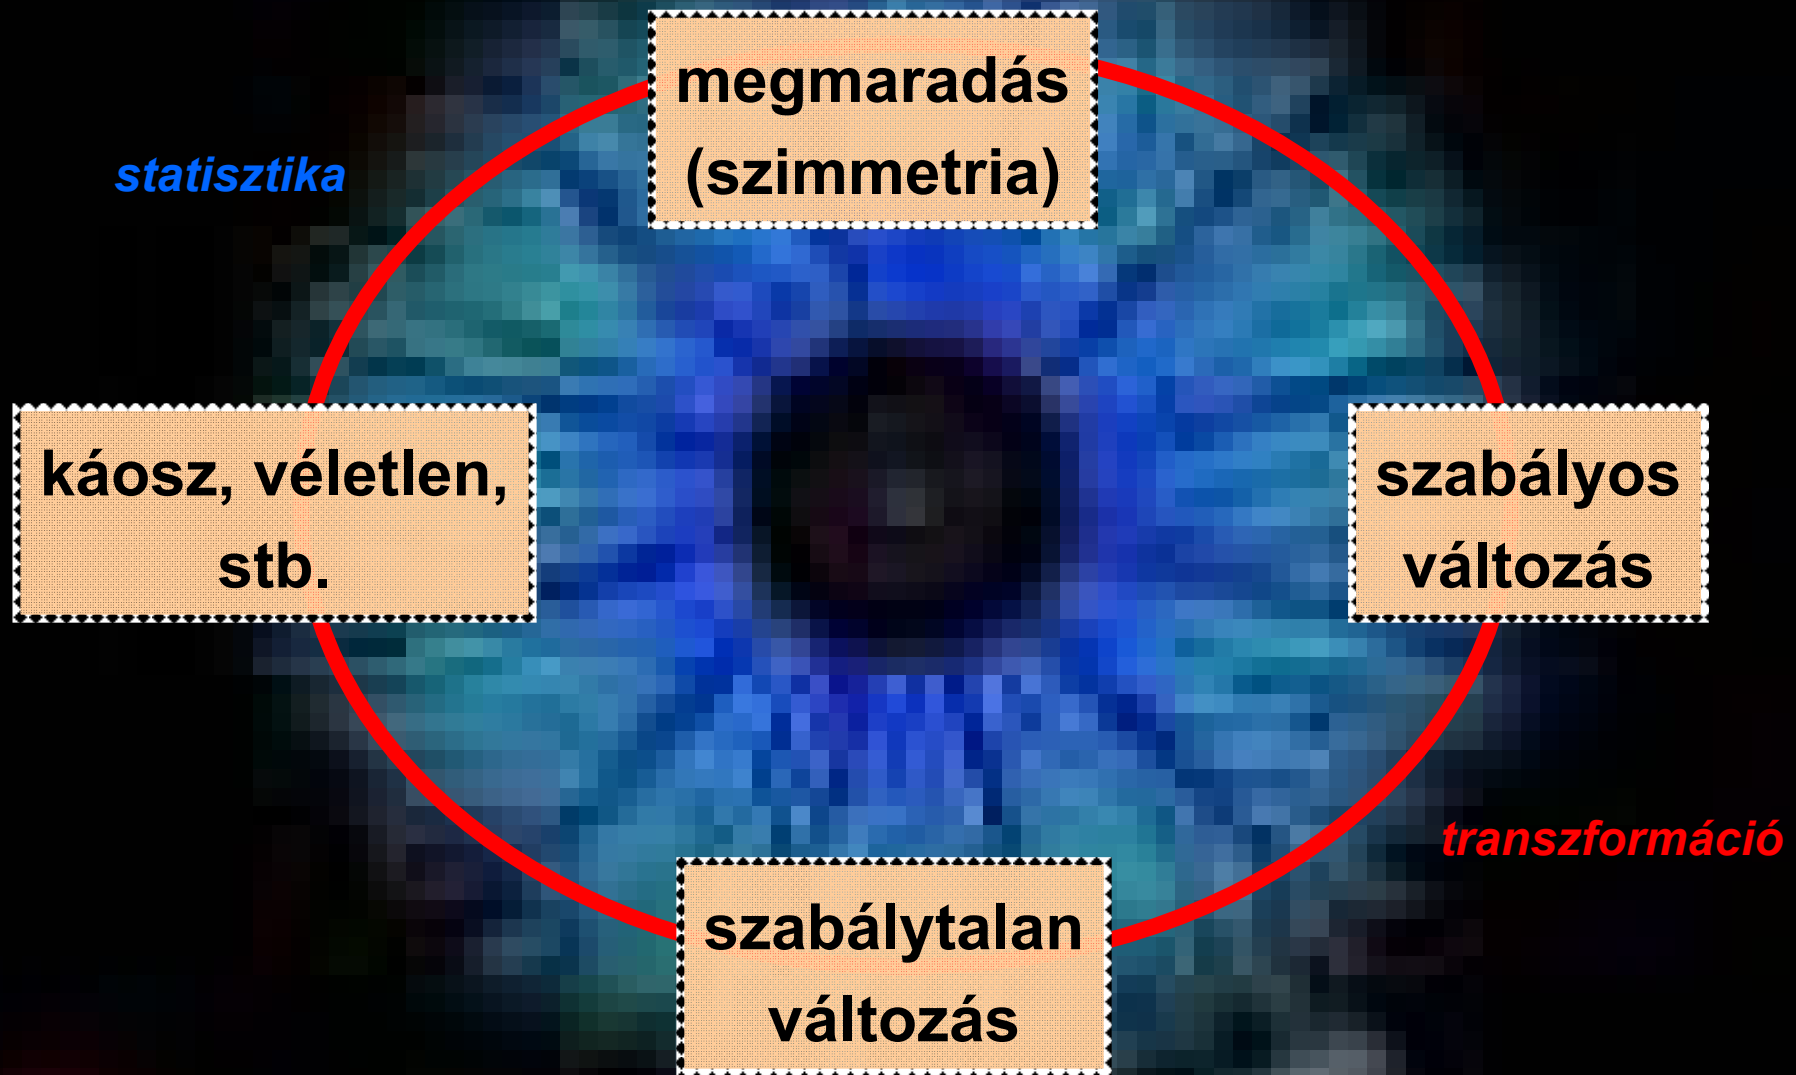 megmaradás
(szimmetria)
statisztika
káosz, véletlen,
stb.
szabályos
változás
transzformáció
szabálytalan
változás